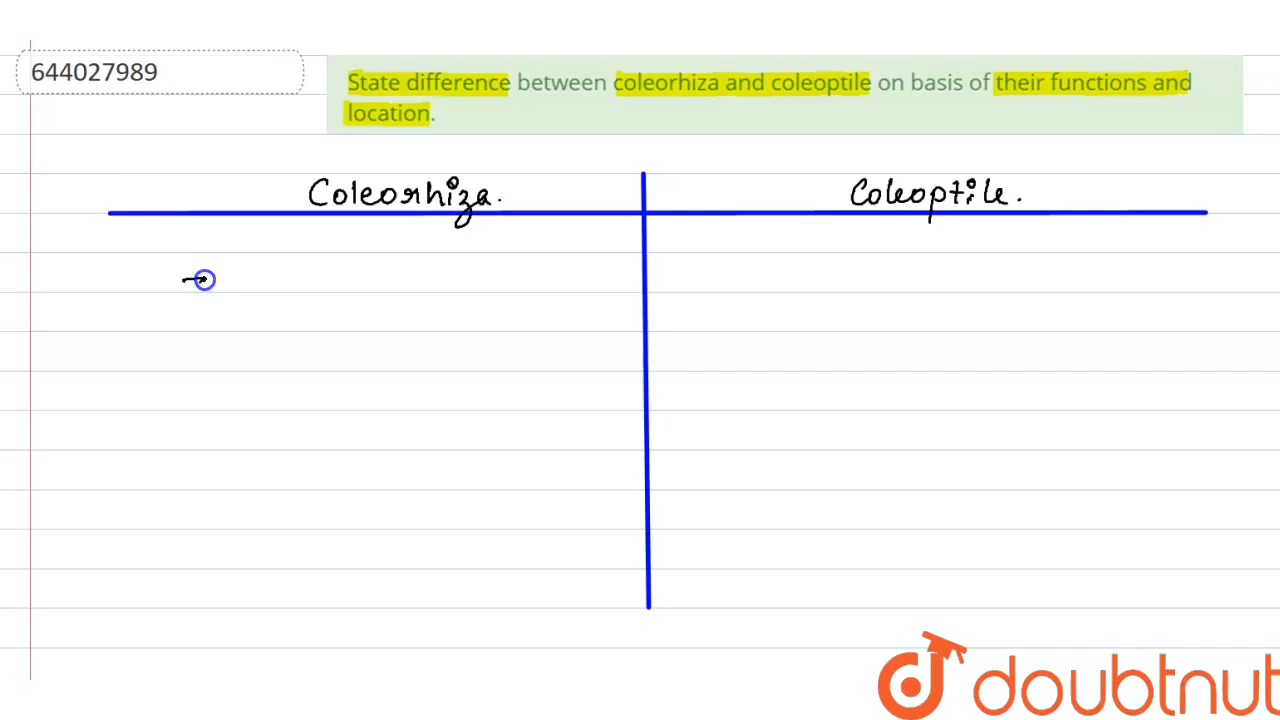 644027989
State difference between coleorhiza and coleoptile on basis of their functions and
location.
Coleorhiza.
Coleoptile.
doubtnut